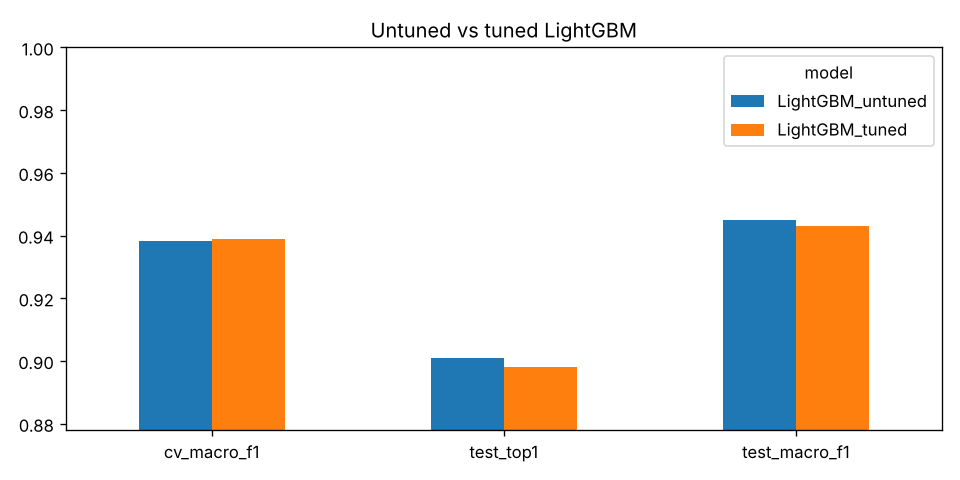 Untuned vs tuned LightGBM
1.00
0.98
0.96
0.94
0.92
0.90
0.88
model
LightGBM_untuned
LightGBM_tuned
cv_macro_f1
test_top1
test_macro_f1